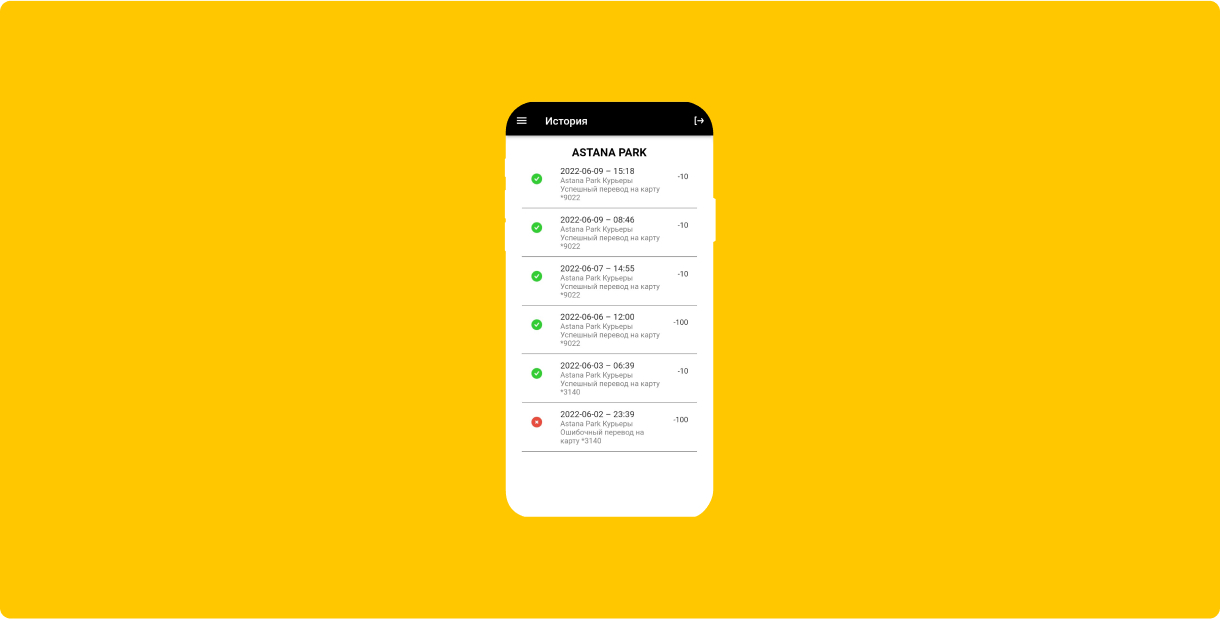 История
ASTANA PARK
2022-06-09 – 15:18
-10
Astana Park Курьеры
Успешный перевод на карту
*9022
2022-06-09 – 08:46
-10
Astana Park Курьеры
Успешный перевод на карту
*9022
2022-06-07 – 14:55
-10
Astana Park Курьеры
Успешный перевод на карту
*9022
2022-06-06 – 12:00
-100
Astana Park Курьеры
Успешный перевод на карту
*9022
2022-06-03 – 06:39
-10
Astana Park Курьеры
Успешный перевод на карту
*3140
2022-06-02 – 23:39
-100
Astana Park Курьеры
Ошибочный перевод на
карту *3140